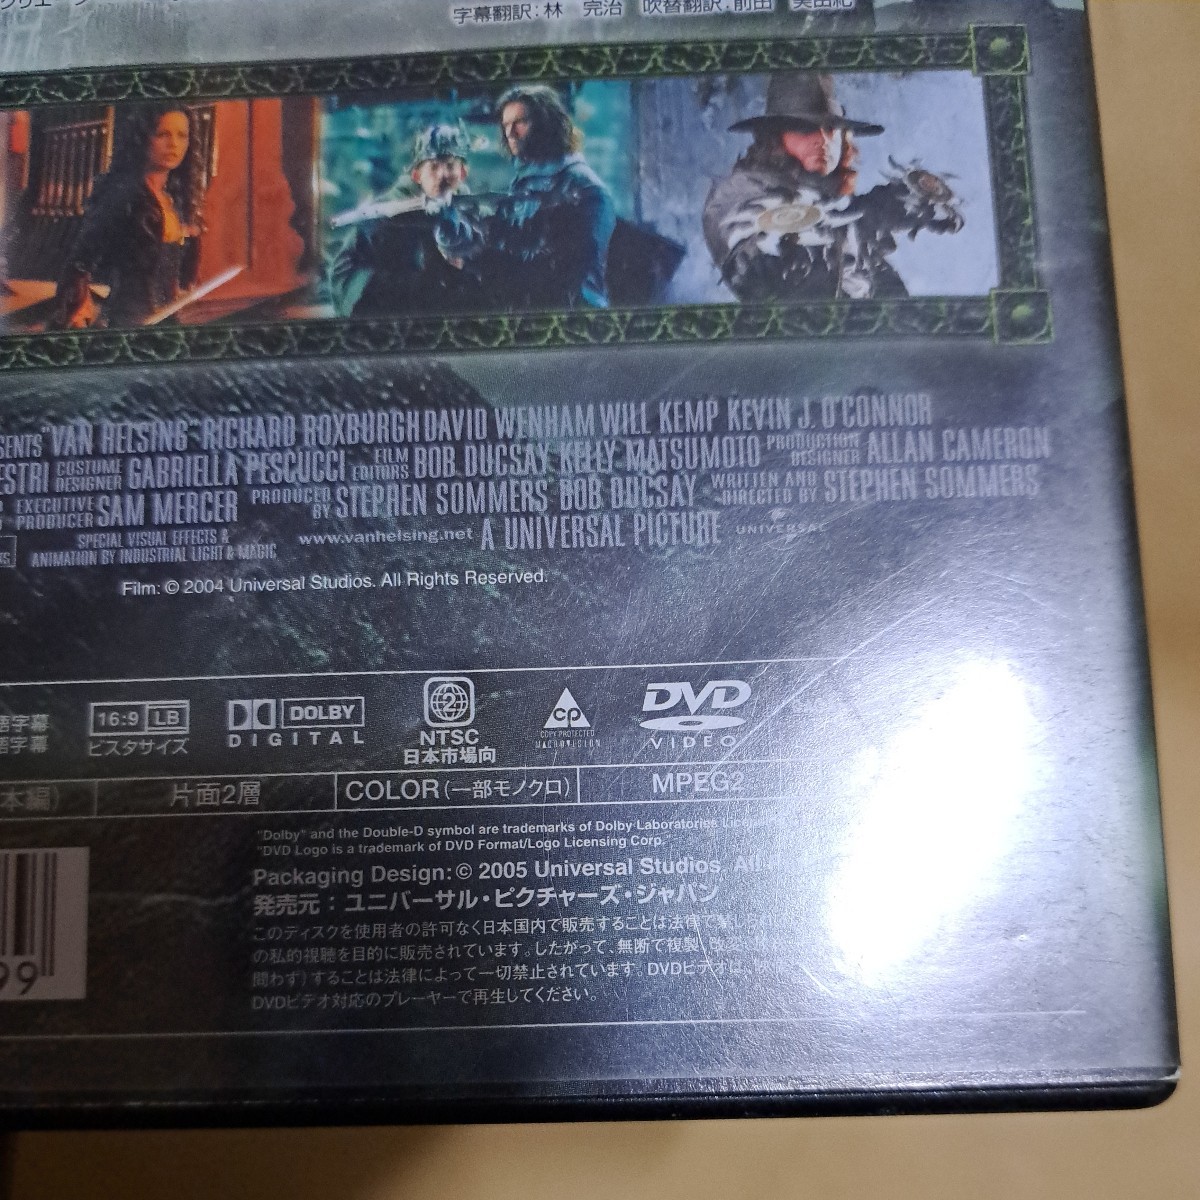 字幕翻訳：林 完治 吹替翻訳：前田 美由紀
SENTS "VAN HELSING" RICHARD ROXBURGH DAVID WENHAM WILL KEMP KEVIN J. O'CONNOR
ESTRI COSTUME DESIGNER GABRIELLA PESCUCCI FILM EDITORS BOB DUCSAY KELLY MATSUMOTO PRODUCTION DESIGNER ALLAN CAMERON
EXECUTIVE PRODUCER SAM MERCER PRODUCED BY STEPHEN SOMMERS BOB DUCSAY WRITTEN AND DIRECTED BY STEPHEN SOMMERS
SPECIAL VISUAL EFFECTS & ANIMATION BY INDUSTRIAL LIGHT & MAGIC www.vanhelsing.net A UNIVERSAL PICTURE UNIVERSAL
Film: © 2004 Universal Studios. All Rights Reserved.
語字幕
語字幕
16:9 LB
ビスタサイズ
DOLBY
DIGITAL
2
NTSC
日本市場向
CP
COPY PROTECTED
MACROVISION
DVD
VIDEO
本編) 片面2層 COLOR (一部モノクロ) MPEG2
"Dolby" and the Double-D symbol are trademarks of Dolby Laboratories
"DVD Logo is a trademark of DVD Format/Logo Licensing Corp.
Packaging Design: © 2005 Universal Studios. All
発売元：ユニバーサル・ピクチャーズ・ジャパン
このディスクを使用者の許可なく日本国内で販売することは法律で
の私的視聴を目的に販売されています。したがって、無断で複製、
問わず)することは法律によって一切禁止されています。DVDビデオは、
DVDビデオ対応のプレーヤーで再生してください。
99